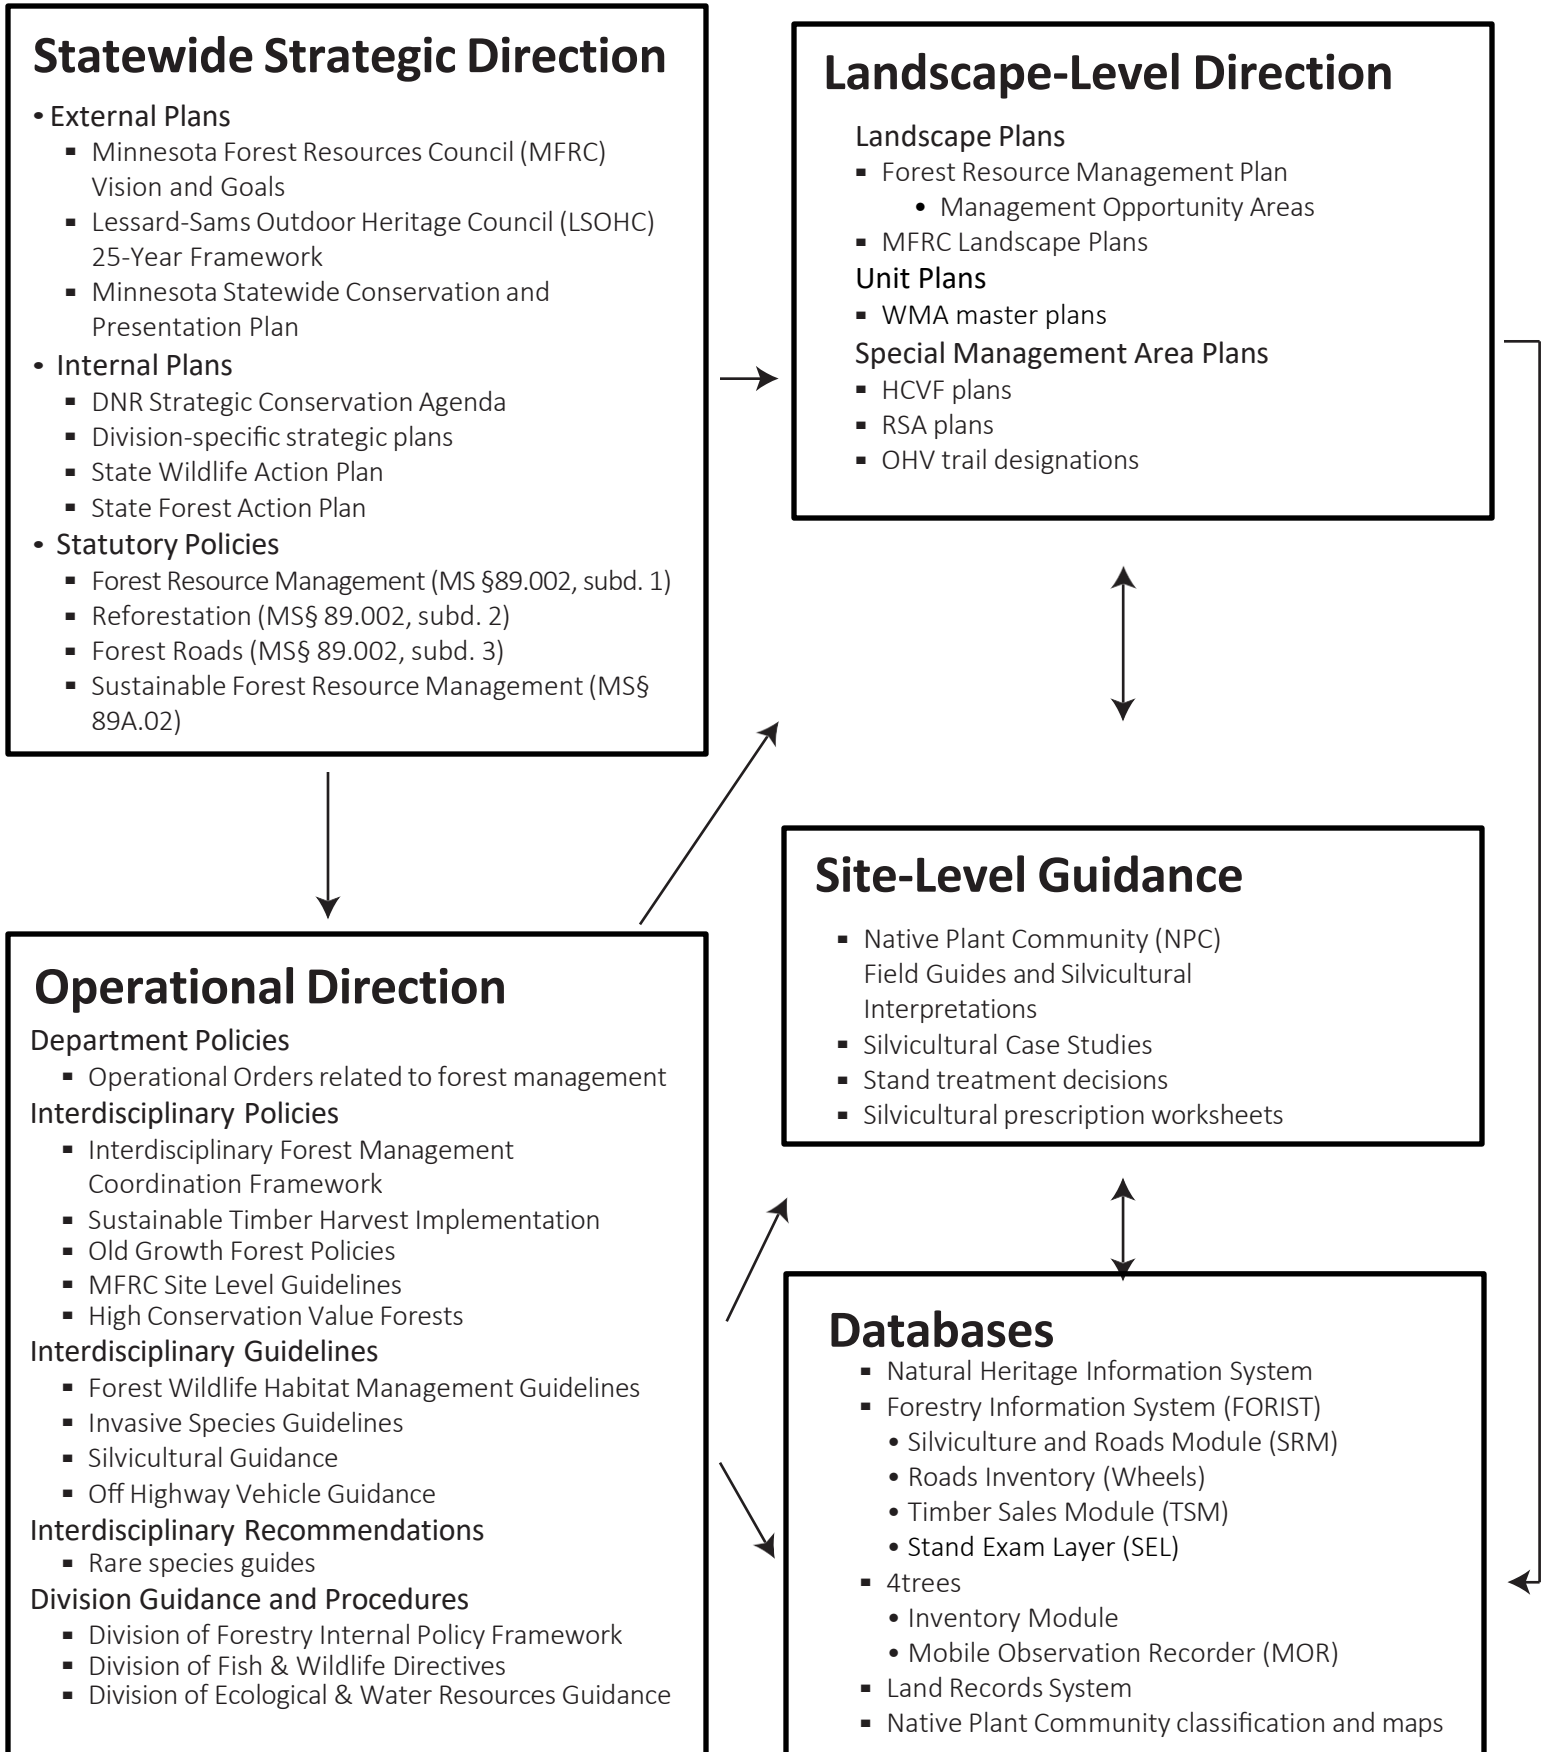 Statewide Strategic Direction
• External Plans
▪ Minnesota Forest Resources Council (MFRC)
Vision and Goals
▪ Lessard-Sams Outdoor Heritage Council (LSOHC)
25-Year Framework
▪ Minnesota Statewide Conservation and
Presentation Plan
• Internal Plans
▪ DNR Strategic Conservation Agenda
▪ Division-specific strategic plans
▪ State Wildlife Action Plan
▪ State Forest Action Plan
• Statutory Policies
▪ Forest Resource Management (MS §89.002, subd. 1)
▪ Reforestation (MS§ 89.002, subd. 2)
▪ Forest Roads (MS§ 89.002, subd. 3)
▪ Sustainable Forest Resource Management (MS§
89A.02)
Landscape-Level Direction
Landscape Plans
▪ Forest Resource Management Plan
• Management Opportunity Areas
▪ MFRC Landscape Plans
Unit Plans
▪ WMA master plans
Special Management Area Plans
▪ HCVF plans
▪ RSA plans
▪ OHV trail designations
Operational Direction
Department Policies
▪ Operational Orders related to forest management
Interdisciplinary Policies
▪ Interdisciplinary Forest Management
Coordination Framework
▪ Sustainable Timber Harvest Implementation
▪ Old Growth Forest Policies
▪ MFRC Site Level Guidelines
▪ High Conservation Value Forests
Interdisciplinary Guidelines
▪ Forest Wildlife Habitat Management Guidelines
▪ Invasive Species Guidelines
▪ Silvicultural Guidance
▪ Off Highway Vehicle Guidance
Interdisciplinary Recommendations
▪ Rare species guides
Division Guidance and Procedures
▪ Division of Forestry Internal Policy Framework
▪ Division of Fish & Wildlife Directives
▪ Division of Ecological & Water Resources Guidance
Site-Level Guidance
▪ Native Plant Community (NPC)
Field Guides and Silvicultural
Interpretations
▪ Silvicultural Case Studies
▪ Stand treatment decisions
▪ Silvicultural prescription worksheets
Databases
▪ Natural Heritage Information System
▪ Forestry Information System (FORIST)
• Silviculture and Roads Module (SRM)
• Roads Inventory (Wheels)
• Timber Sales Module (TSM)
• Stand Exam Layer (SEL)
▪ 4trees
• Inventory Module
• Mobile Observation Recorder (MOR)
▪ Land Records System
▪ Native Plant Community classification and maps